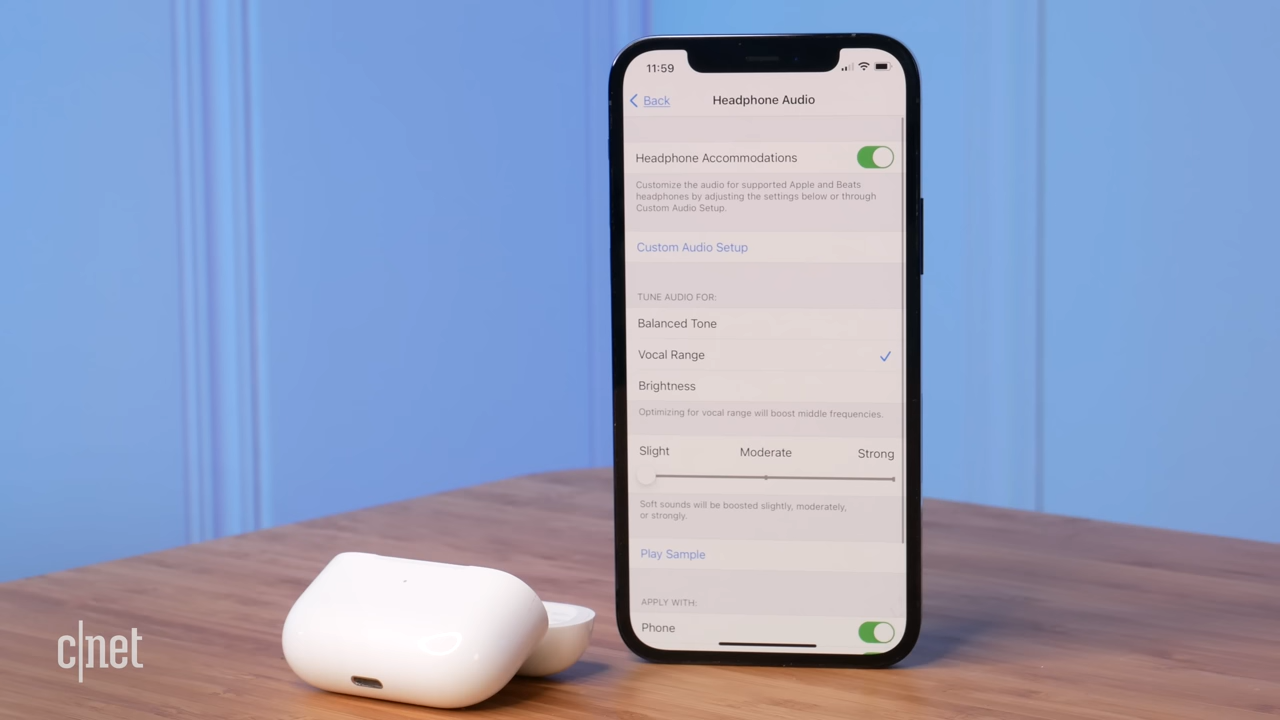 11:59
Back
Headphone Audio
Headphone Accommodations
Customize the audio for supported Apple and Beats
headphones by adjusting the settings below or through
Custom Audio Setup.
Custom Audio Setup
TUNE AUDIO FOR:
Balanced Tone
Vocal Range
Brightness
Optimizing for vocal range will boost middle frequencies.
Slight Moderate Strong
Soft sounds will be boosted slightly, moderately,
or strongly.
Play Sample
APPLY WITH:
Phone
c|net